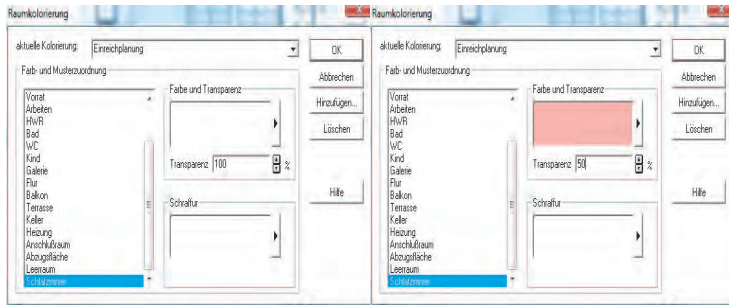 Raumkolorierung
aktuelle Kolorierung: Einreichplanung
OK
Abbrechen
Hinzufügen...
Löschen
Hilfe
Farb- und Musterzuordnung
Vorrat
Arbeiten
HWR
Bad
WC
Kind
Galerie
Flur
Balkon
Terrasse
Keller
Heizung
Anschlußraum
Abzugsfläche
Leerraum
Schlafzimmer
Farbe und Transparenz
Transparenz 100 %
Schraffur
Raumkolorierung
aktuelle Kolorierung: Einreichplanung
OK
Abbrechen
Hinzufügen...
Löschen
Hilfe
Farb- und Musterzuordnung
Vorrat
Arbeiten
HWR
Bad
WC
Kind
Galerie
Flur
Balkon
Terrasse
Keller
Heizung
Anschlußraum
Abzugsfläche
Leerraum
Schlafzimmer
Farbe und Transparenz
Transparenz 50 %
Schraffur